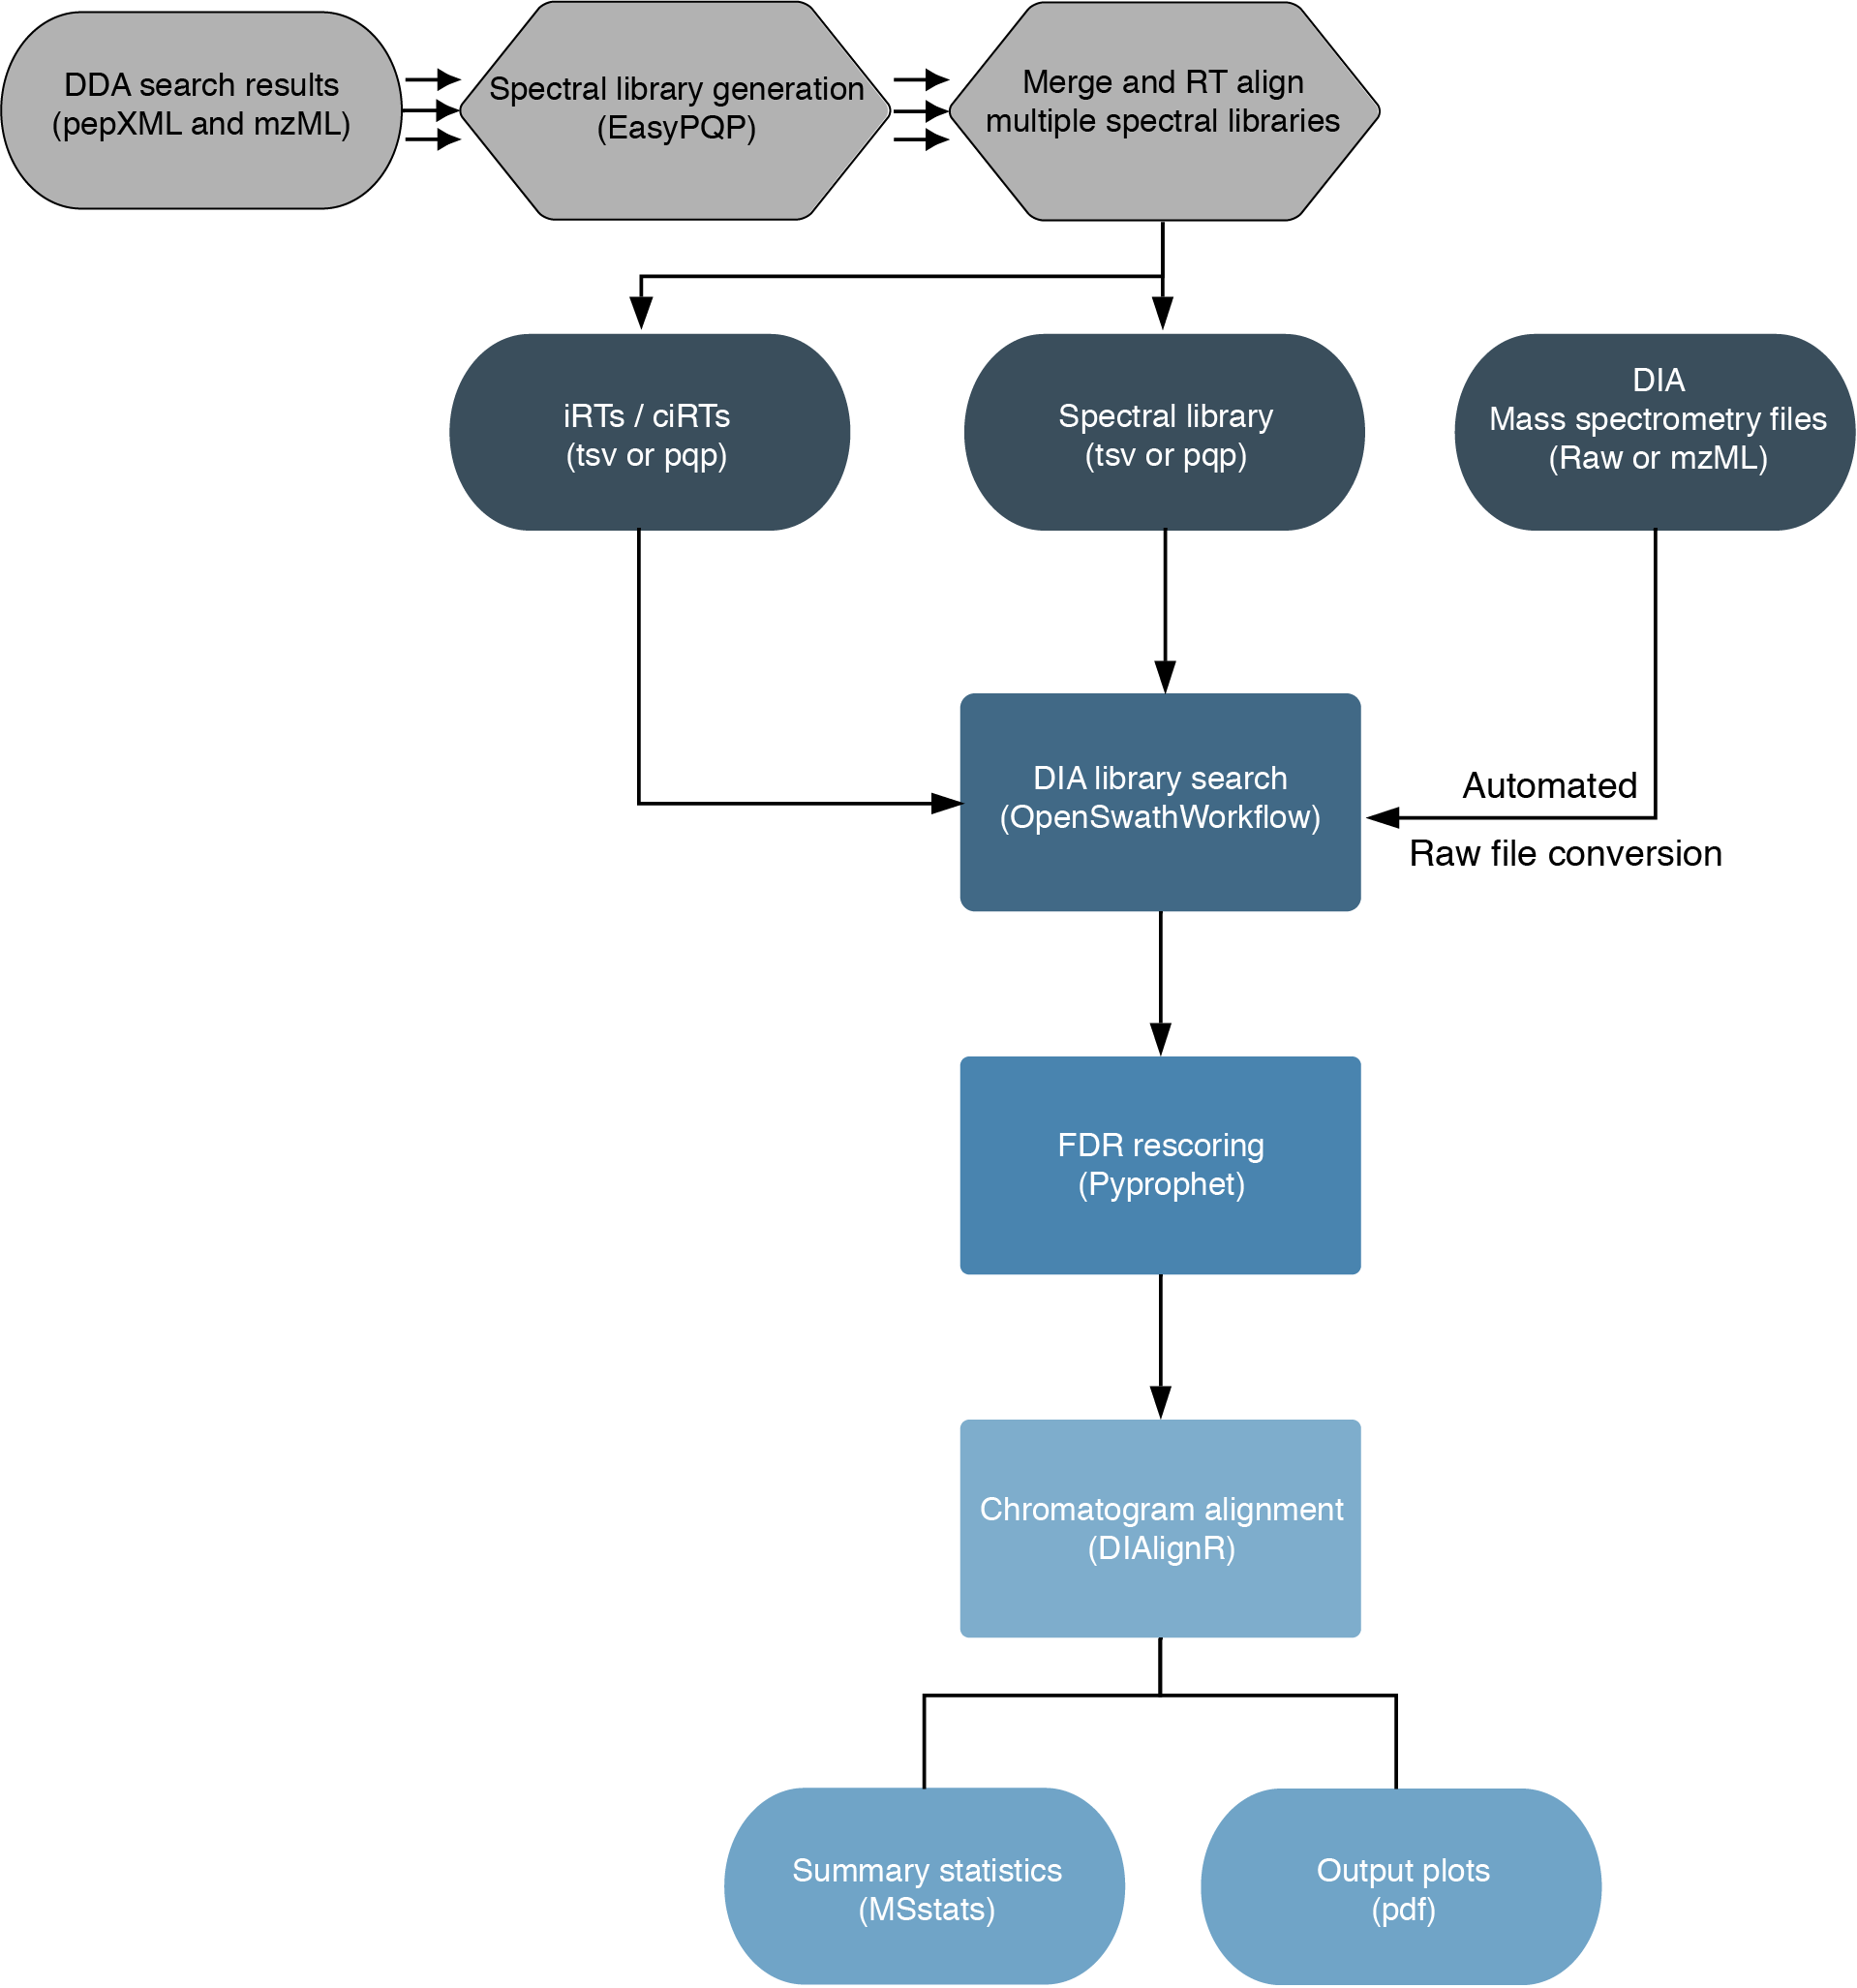 DDA search results
(pepXML and mzML)
Spectral library generation
(EasyPQP)
Merge and RT align
multiple spectral libraries
iRTs / ciRTs
(tsv or pqp)
Spectral library
(tsv or pqp)
DIA
Mass spectrometry files
(Raw or mzML)
DIA library search
(OpenSwathWorkflow)
Automated
Raw file conversion
FDR rescoring
(Pyprophet)
Chromatogram alignment
(DIAlignR)
Summary statistics
(MSstats)
Output plots
(pdf)